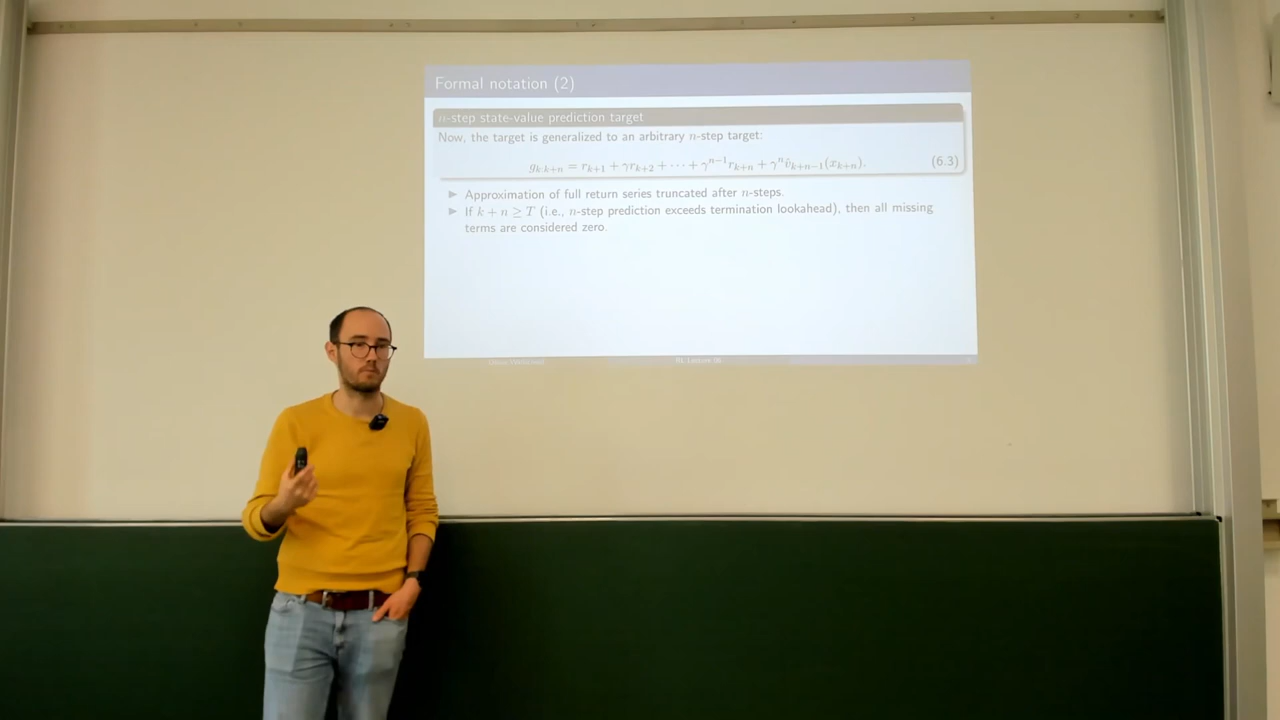 Formal notation (2)
n-step state-value prediction target
Now, the target is generalized to an arbitrary n-step target:
g_{k:k+n} = r_{k+1} + γr_{k+2} + ··· + γ^{n−1}r_{k+n} + γ^n v̂_{k+n−1}(x_{k+n}). (6.3)
▶ Approximation of full return series truncated after n-steps.
▶ If k + n ≥ T (i.e., n-step prediction exceeds termination lookahead), then all missing
terms are considered zero.